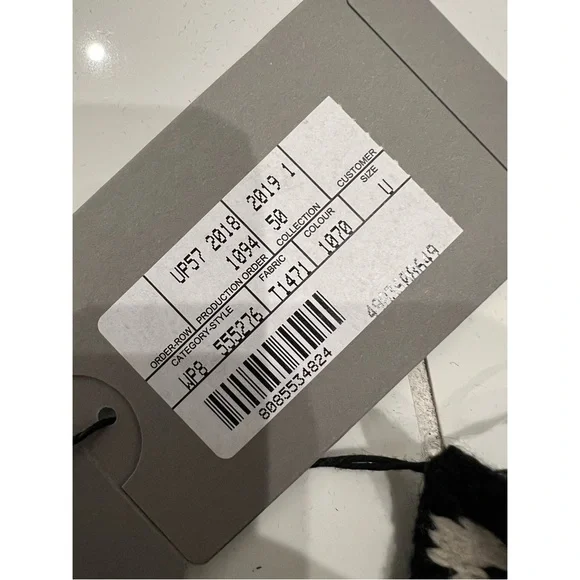 UP57 2018 2019 1
1094 50
ORDER-ROW PRODUCTION ORDER COLLECTION CUSTOMER
CATEGORY-STYLE FABRIC COLOUR SIZE
WP8 555276 T1471 1070 U
8085534824